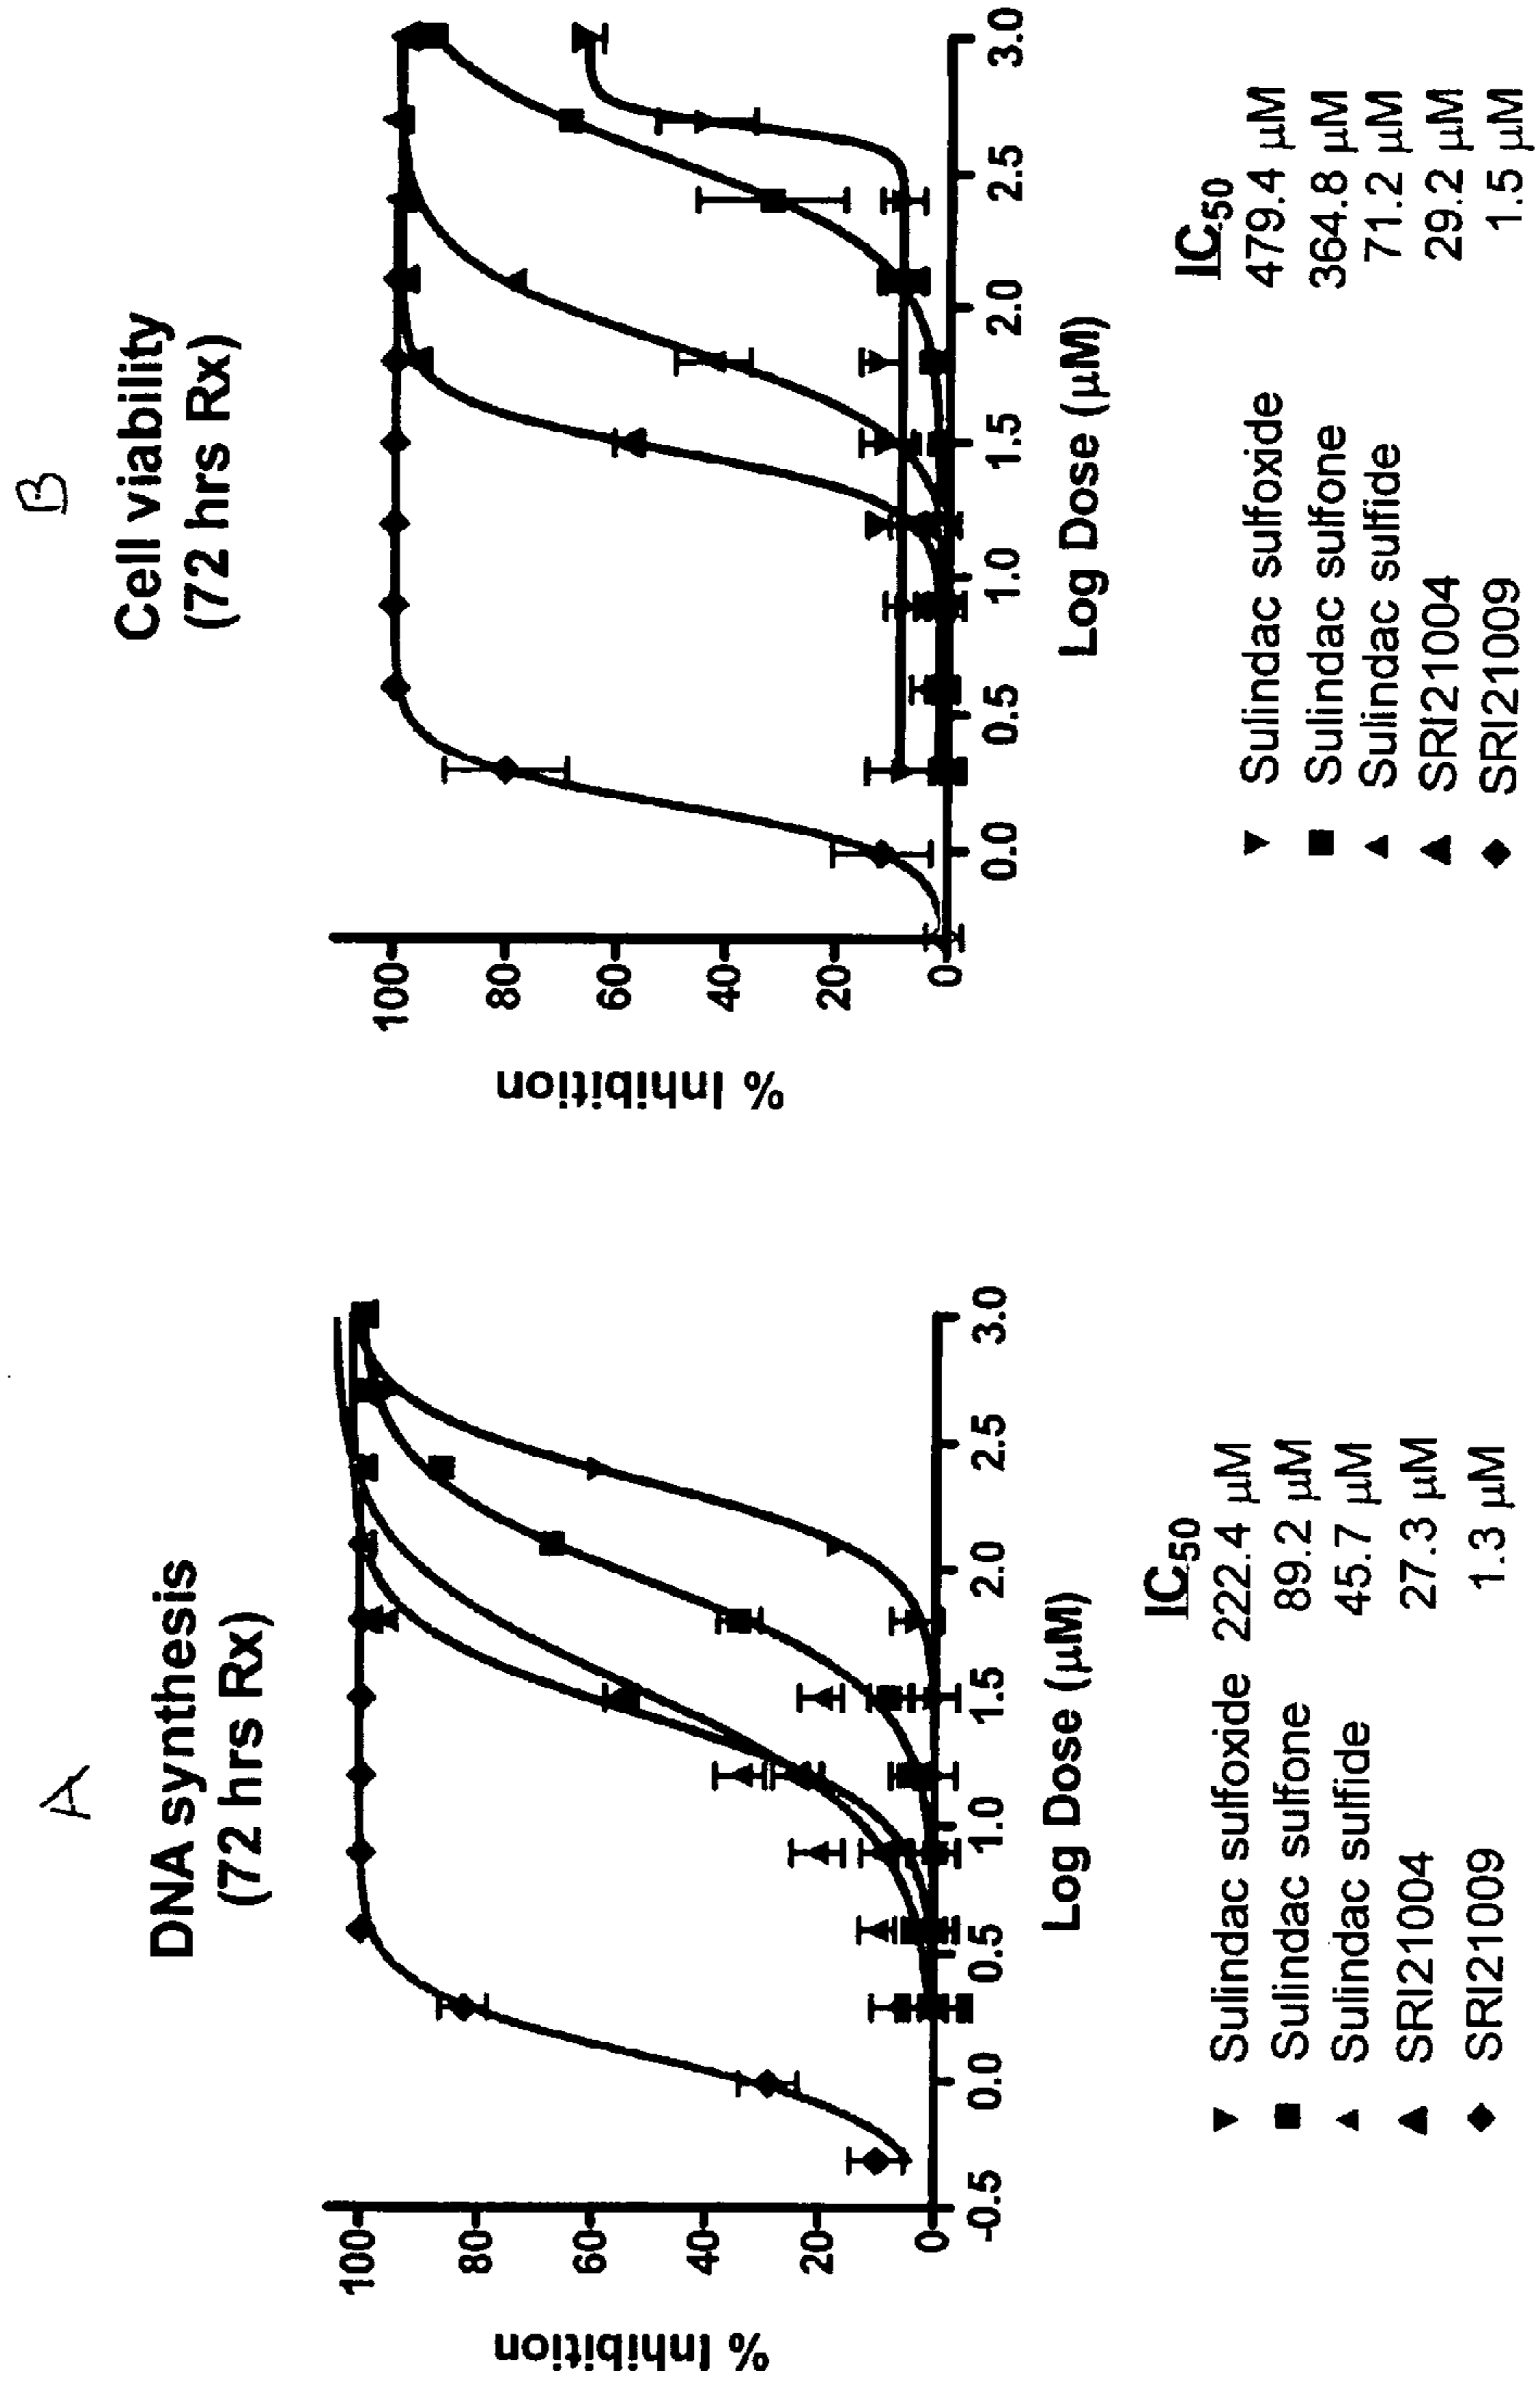 A
DNA synthesis
(72 hrs Rx)
% Inhibition
100
80
60
40
20
0
-0.5 0.0 0.5 1.0 1.5 2.0 2.5 3.0
Log Dose (µM)
IC50
Sulindac sulfoxide 222.4 µM
Sulindac sulfone 89.2 µM
Sulindac sulfide 45.7 µM
SRI21004 27.3 µM
SRI21009 1.3 µM
B
Cell viability
(72 hrs Rx)
% Inhibition
100
80
60
40
20
0
0.0 0.5 1.0 1.5 2.0 2.5 3.0
Log Dose (µM)
IC50
Sulindac sulfoxide 479.4 µM
Sulindac sulfone 364.8 µM
Sulindac sulfide 71.2 µM
SRI21004 29.2 µM
SRI21009 1.5 µM